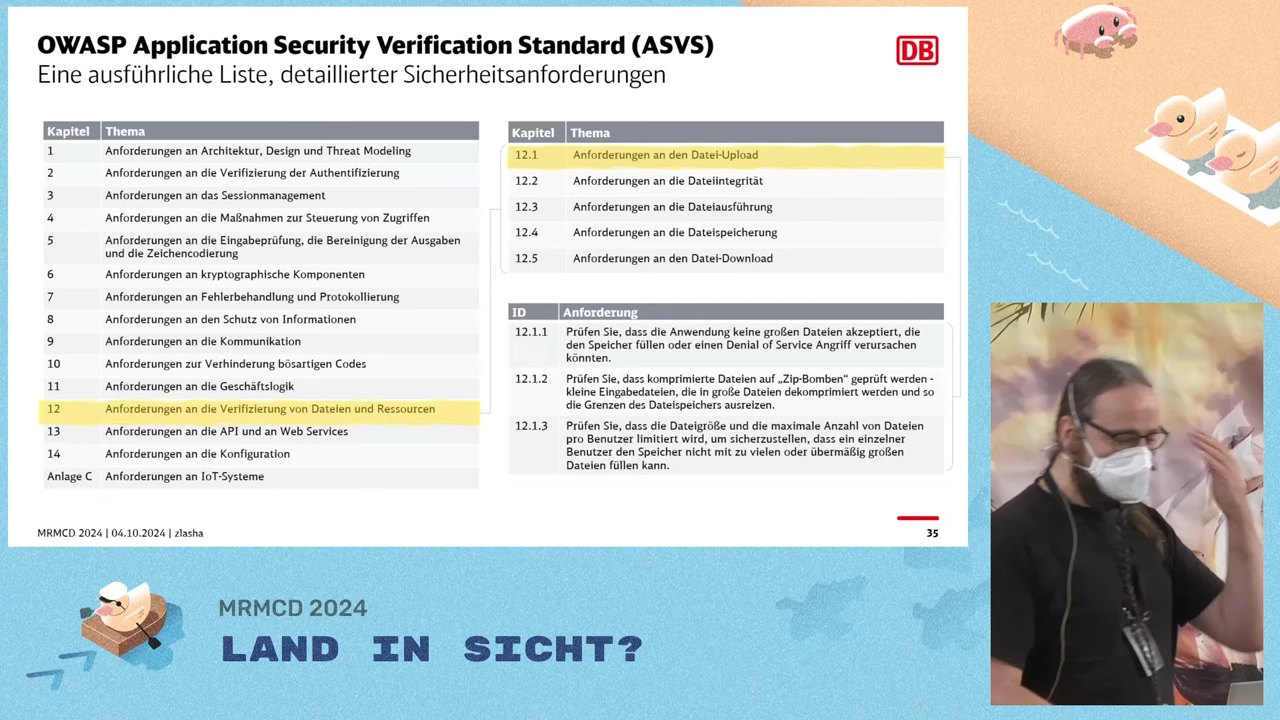 OWASP Application Security Verification Standard (ASVS)
Eine ausführliche Liste, detaillierter Sicherheitsanforderungen
DB
Kapitel Thema
1 Anforderungen an Architektur, Design und Threat Modeling
2 Anforderungen an die Verifizierung der Authentifizierung
3 Anforderungen an das Sessionmanagement
4 Anforderungen an die Maßnahmen zur Steuerung von Zugriffen
5 Anforderungen an die Eingabeprüfung, die Bereinigung der Ausgaben
und die Zeichencodierung
6 Anforderungen an kryptographische Komponenten
7 Anforderungen an Fehlerbehandlung und Protokollierung
8 Anforderungen an den Schutz von Informationen
9 Anforderungen an die Kommunikation
10 Anforderungen zur Verhinderung bösartigen Codes
11 Anforderungen an die Geschäftslogik
12 Anforderungen an die Verifizierung von Dateien und Ressourcen
13 Anforderungen an die API und an Web Services
14 Anforderungen an die Konfiguration
Anlage C Anforderungen an IoT-Systeme
Kapitel Thema
12.1 Anforderungen an den Datei-Upload
12.2 Anforderungen an die Dateiintegrität
12.3 Anforderungen an die Dateiausführung
12.4 Anforderungen an die Dateispeicherung
12.5 Anforderungen an den Datei-Download
ID Anforderung
12.1.1 Prüfen Sie, dass die Anwendung keine großen Dateien akzeptiert, die
den Speicher füllen oder einen Denial of Service Angriff verursachen
könnten.
12.1.2 Prüfen Sie, dass komprimierte Dateien auf „Zip-Bomben“ geprüft werden -
kleine Eingabedateien, die in große Dateien dekomprimiert werden und so
die Grenzen des Dateispeichers ausreizen.
12.1.3 Prüfen Sie, dass die Dateigröße und die maximale Anzahl von Dateien
pro Benutzer limitiert wird, um sicherzustellen, dass ein einzelner
Benutzer den Speicher nicht mit zu vielen oder übermäßig großen
Dateien füllen kann.
MRMCD 2024 | 04.10.2024 | zlasha
35
MRMCD 2024
LAND IN SICHT?